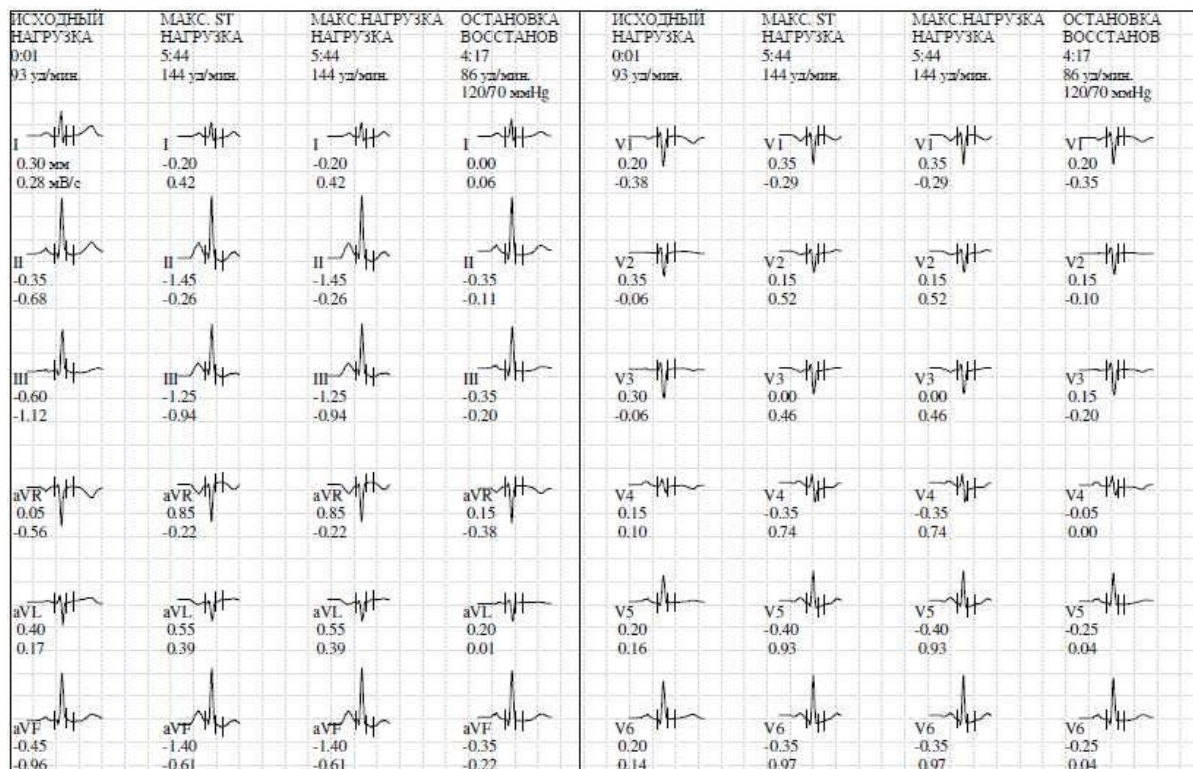 ИСХОДНЫЙ МАКС. ST МАКС.НАГРУЗКА ОСТАНОВКА ИСХОДНЫЙ МАКС. ST МАКС.НАГРУЗКА ОСТАНОВКА
НАГРУЗКА НАГРУЗКА НАГРУЗКА ВОССТАНОВ НАГРУЗКА НАГРУЗКА НАГРУЗКА ВОССТАНОВ
0:01 5:44 5:44 4:17 0:01 5:44 5:44 4:17
93 уд/мин. 144 уд/мин. 144 уд/мин. 86 уд/мин. 93 уд/мин. 144 уд/мин. 144 уд/мин. 86 уд/мин.
120/70 ммHg 120/70 ммHg
I I I I V1 V1 V1 V1
0.30 мм -0.20 -0.20 0.00 0.20 0.35 0.35 0.20
0.28 мВ/с 0.42 0.42 0.06 -0.38 -0.29 -0.29 -0.35
II II II II V2 V2 V2 V2
-0.35 -1.45 -1.45 -0.35 0.35 0.15 0.15 0.15
-0.68 -0.26 -0.26 -0.11 -0.06 0.52 0.52 -0.10
III III III III V3 V3 V3 V3
-0.60 -1.25 -1.25 -0.35 0.30 0.00 0.00 0.15
-1.12 -0.94 -0.94 -0.20 -0.06 0.46 0.46 -0.20
aVR aVR aVR aVR V4 V4 V4 V4
0.05 0.85 0.85 0.15 0.15 -0.35 -0.35 -0.05
-0.56 -0.22 -0.22 -0.38 0.10 0.74 0.74 0.00
aVL aVL aVL aVL V5 V5 V5 V5
0.40 0.55 0.55 0.20 0.20 -0.40 -0.40 -0.25
0.17 0.39 0.39 0.01 0.16 0.93 0.93 0.04
aVF aVF aVF aVF V6 V6 V6 V6
-0.45 -1.40 -1.40 -0.35 0.20 -0.35 -0.35 -0.25
-0.96 -0.61 -0.61 -0.22 0.14 0.97 0.97 0.04